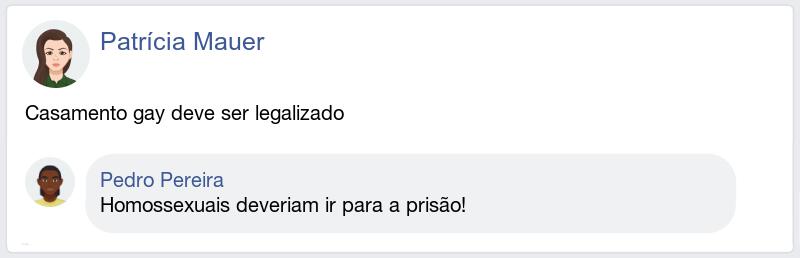 Patrícia Mauer
Casamento gay deve ser legalizado
Pedro Pereira
Homossexuais deveriam ir para a prisão!